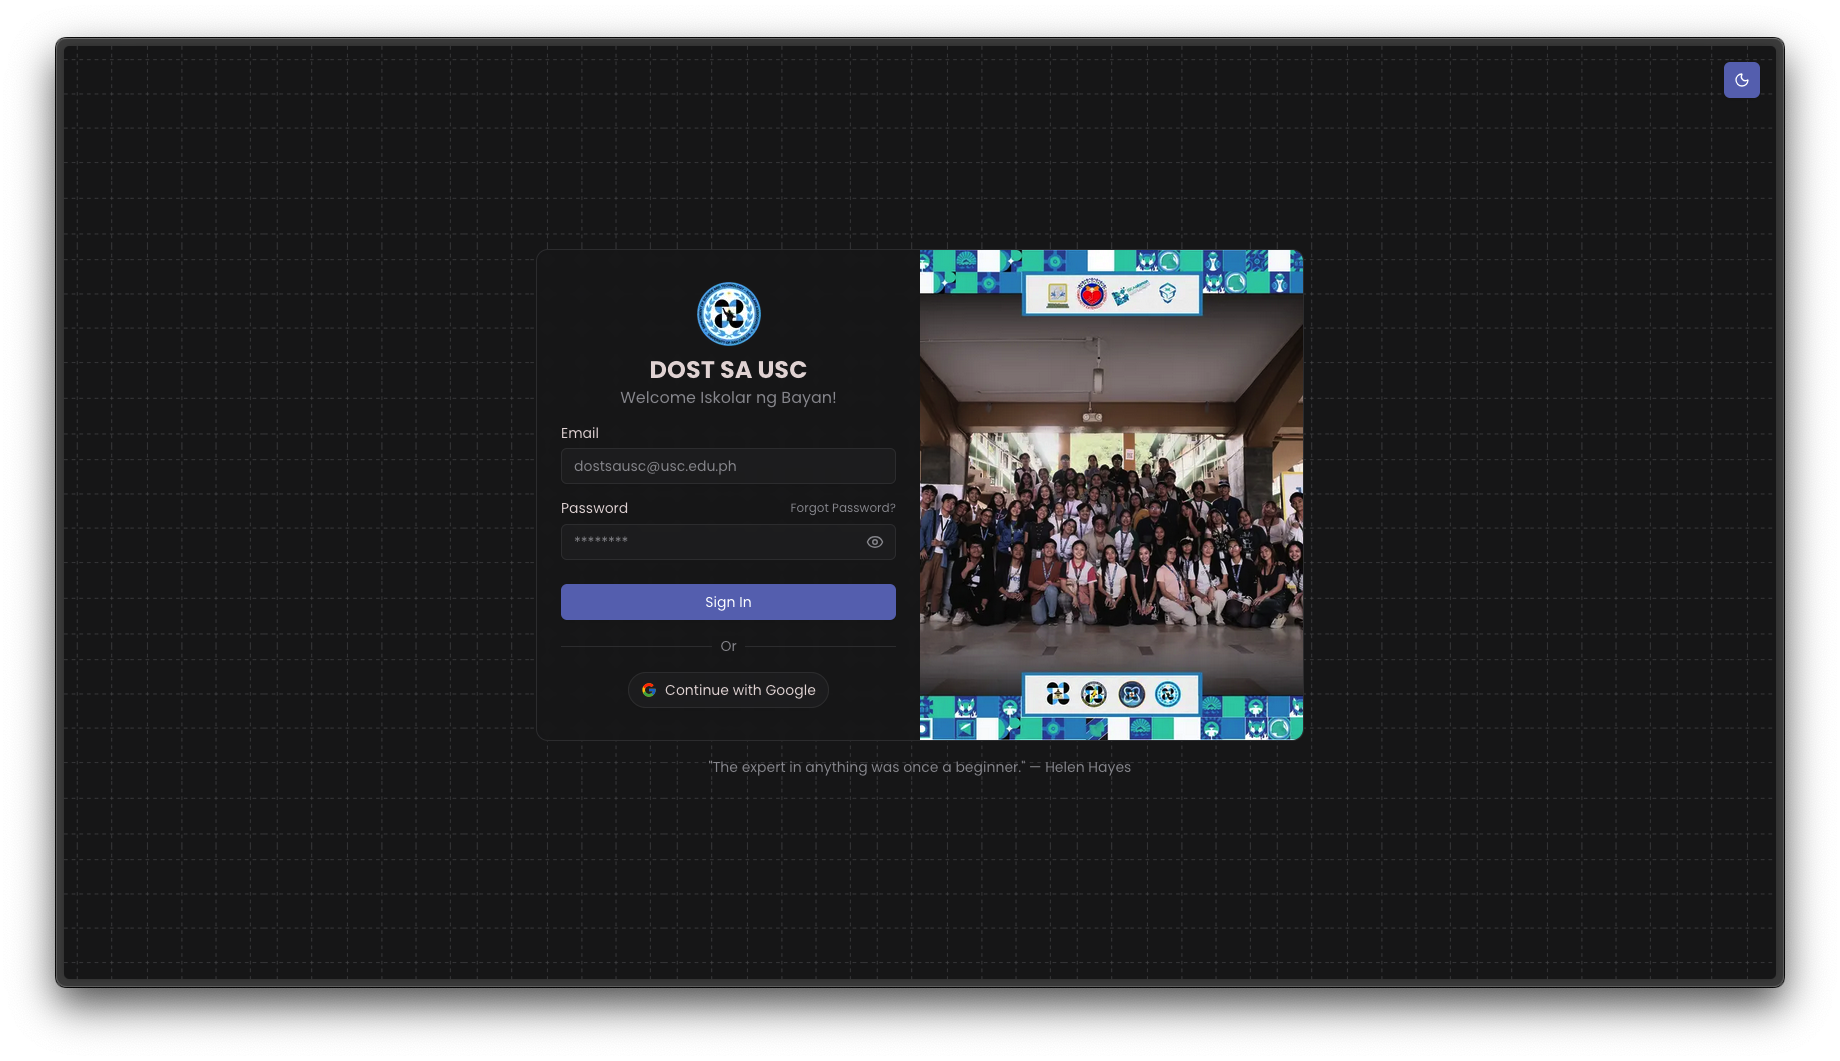 DOST SA USC
Welcome Iskolar ng Bayan!
Email
dostsausc@usc.edu.ph
Password
Forgot Password?
********
Sign In
Or
Continue with Google
"The expert in anything was once a beginner." — Helen Hayes